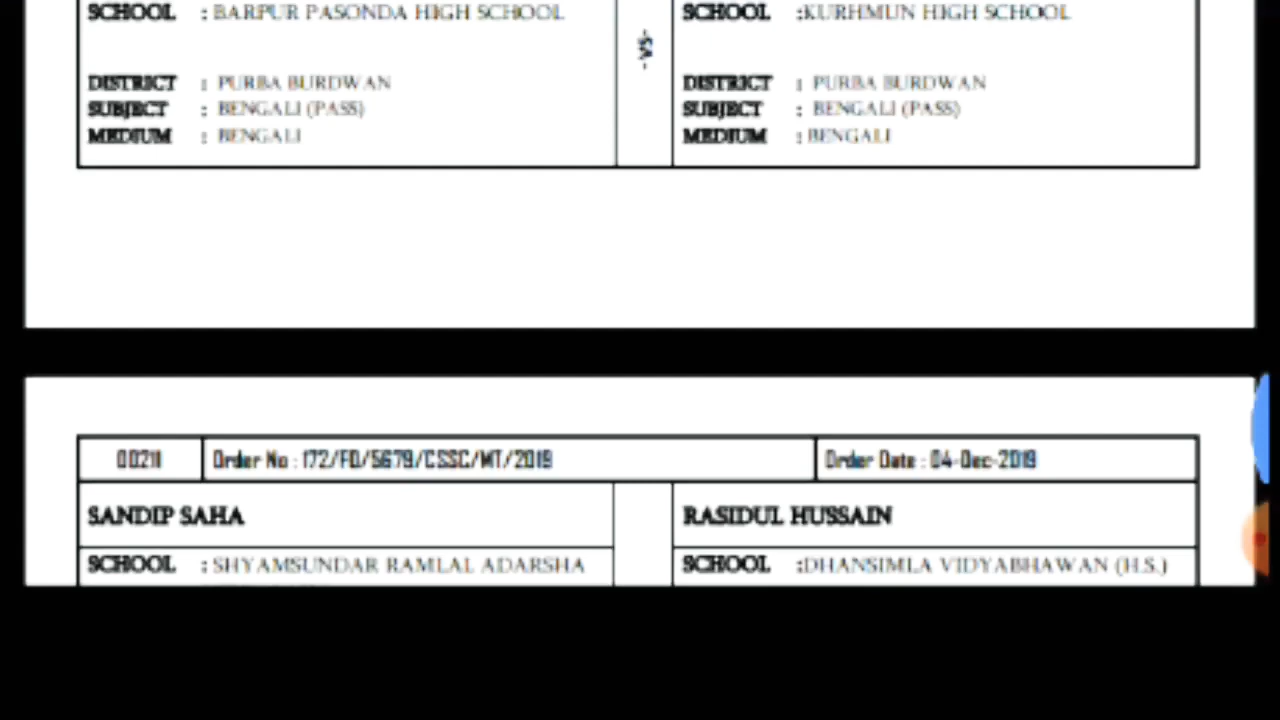 SCHOOL : BARPUR PASONDA HIGH SCHOOL
DISTRICT : PURBA BURDWAN
SUBJECT : BENGALI (PASS)
MEDIUM : BENGALI
-VS-
SCHOOL :KURHMUN HIGH SCHOOL
DISTRICT : PURBA BURDWAN
SUBJECT : BENGALI (PASS)
MEDIUM : BENGALI
00211 Order No : 172/FD/5679/CSSC/MT/2019 Order Date : 04-Dec-2019
SANDIP SAHA
SCHOOL : SHYAMSUNDAR RAMLAL ADARSHA
RASIDUL HUSSAIN
SCHOOL :DHANSIMLA VIDYABHAWAN (H.S.)